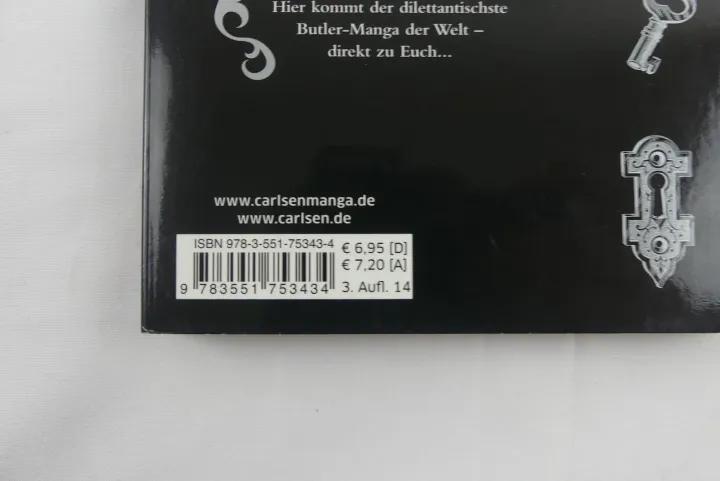 Hier kommt der dilettantischste
Butler-Manga der Welt –
direkt zu Euch...
www.carlsenmanga.de
www.carlsen.de
ISBN 978-3-551-75343-4
€ 6,95 [D]
€ 7,20 [A]
9 783551 753434
3. Aufl. 14